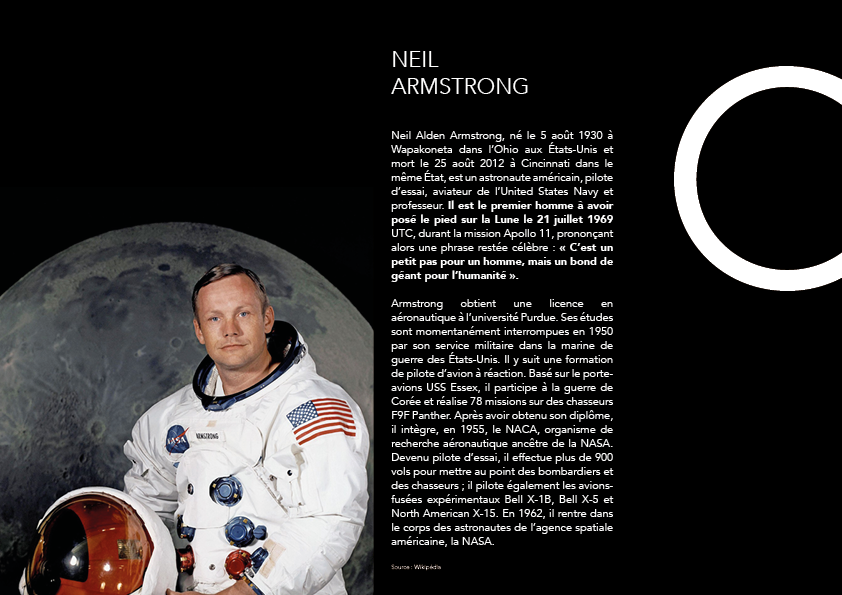 NEIL
ARMSTRONG
Neil Alden Armstrong, né le 5 août 1930 à
Wapakoneta dans l'Ohio aux États-Unis et
mort le 25 août 2012 à Cincinnati dans le
même État, est un astronaute américain, pilote
d'essai, aviateur de l'United States Navy et
professeur. Il est le premier homme à avoir
posé le pied sur la Lune le 21 juillet 1969
UTC, durant la mission Apollo 11, prononçant
alors une phrase restée célèbre : « C'est un
petit pas pour un homme, mais un bond de
géant pour l'humanité ».
Armstrong obtient une licence en
aéronautique à l'université Purdue. Ses études
sont momentanément interrompues en 1950
par son service militaire dans la marine de
guerre des États-Unis. Il y suit une formation
de pilote d'avion à réaction. Basé sur le porte-
avions USS Essex, il participe à la guerre de
Corée et réalise 78 missions sur des chasseurs
F9F Panther. Après avoir obtenu son diplôme,
il intègre, en 1955, le NACA, organisme de
recherche aéronautique ancêtre de la NASA.
Devenu pilote d'essai, il effectue plus de 900
vols pour mettre au point des bombardiers et
des chasseurs ; il pilote également les avions-
fusées expérimentaux Bell X-1B, Bell X-5 et
North American X-15. En 1962, il rentre dans
le corps des astronautes de l'agence spatiale
américaine, la NASA.
Source : Wikipédia
NASA
ARMSTRONG